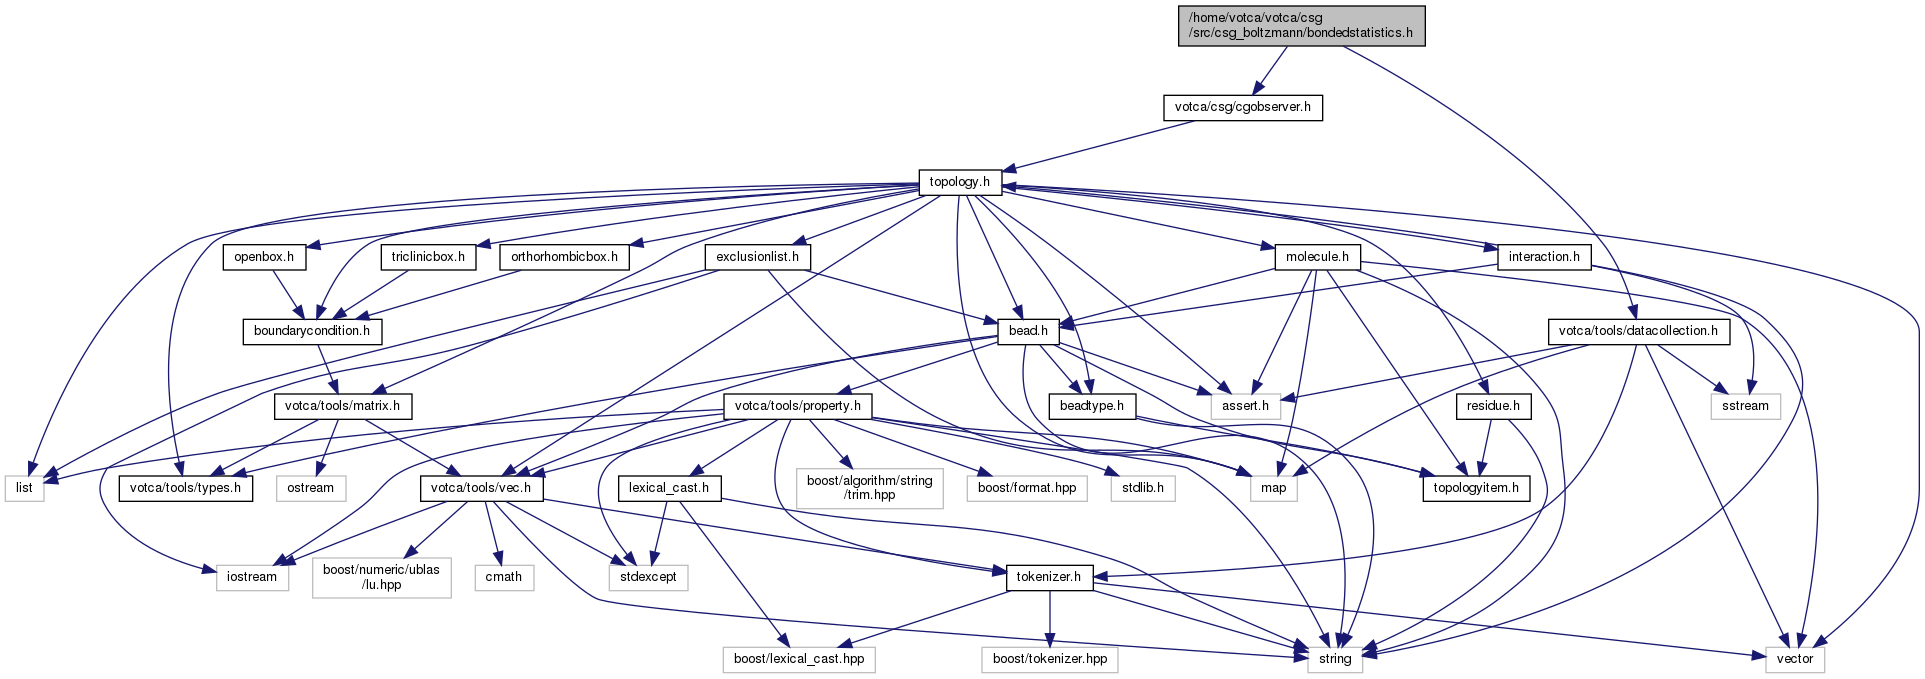 /home/votca/votca/csg
/src/csg_boltzmann/bondedstatistics.h
votca/csg/cgobserver.h
topology.h
openbox.h
triclinicbox.h
orthorhombicbox.h
exclusionlist.h
molecule.h
interaction.h
boundarycondition.h
bead.h
votca/tools/datacollection.h
votca/tools/matrix.h
votca/tools/property.h
beadtype.h
assert.h
residue.h
sstream
list
votca/tools/types.h
ostream
votca/tools/vec.h
lexical_cast.h
boost/algorithm/string
/trim.hpp
boost/format.hpp
stdlib.h
map
topologyitem.h
iostream
boost/numeric/ublas
/lu.hpp
cmath
stdexcept
tokenizer.h
boost/lexical_cast.hpp
boost/tokenizer.hpp
string
vector